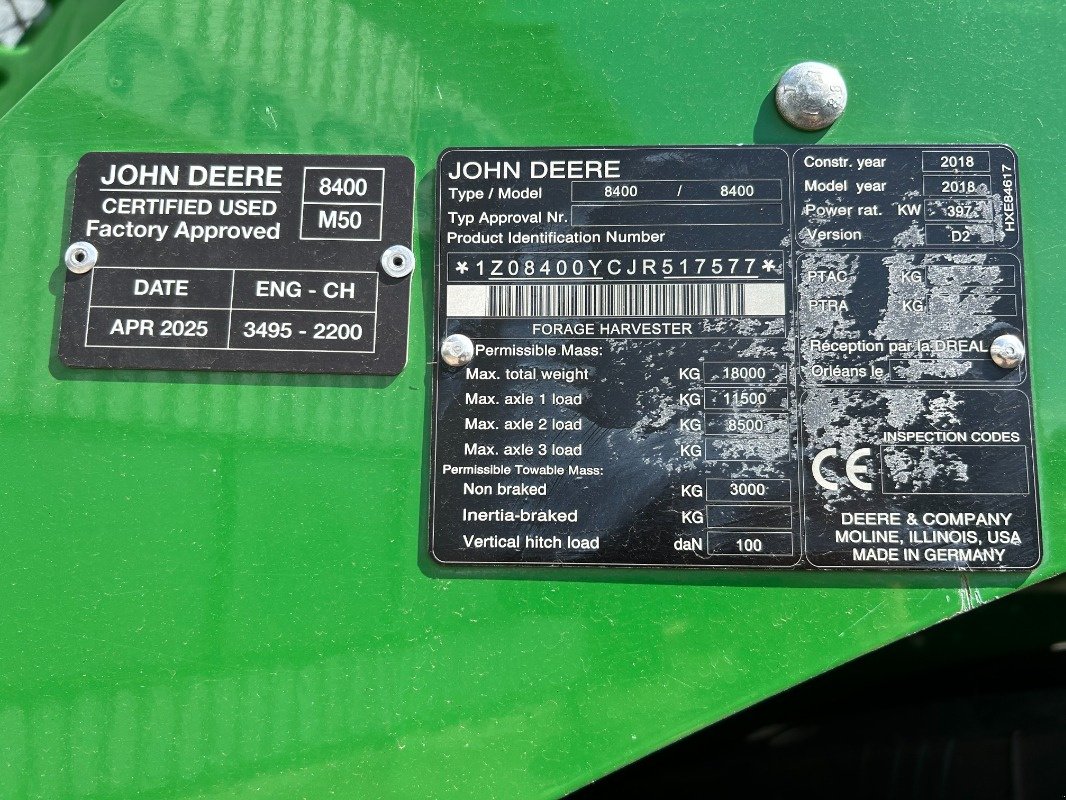 JOHN DEERE
CERTIFIED USED
Factory Approved
8400
M50
DATE ENG - CH
APR 2025 3495 - 2200
JOHN DEERE
Type / Model 8400 / 8400
Typ Approval Nr.
Product Identification Number
*1Z08400YCJR517577*
FORAGE HARVESTER
Permissible Mass:
Max. total weight KG 18000
Max. axle 1 load KG 11500
Max. axle 2 load KG 8500
Max. axle 3 load KG
Permissible Towable Mass:
Non braked KG 3000
Inertia-braked KG
Vertical hitch load daN 100
Constr. year 2018
Model year 2018
Power rat. KW 397
Version D2
HXE84617
PTAC KG
PTRA KG
Réception par la DREAL
Orléans le
INSPECTION CODES
CE
DEERE & COMPANY
MOLINE, ILLINOIS, USA
MADE IN GERMANY